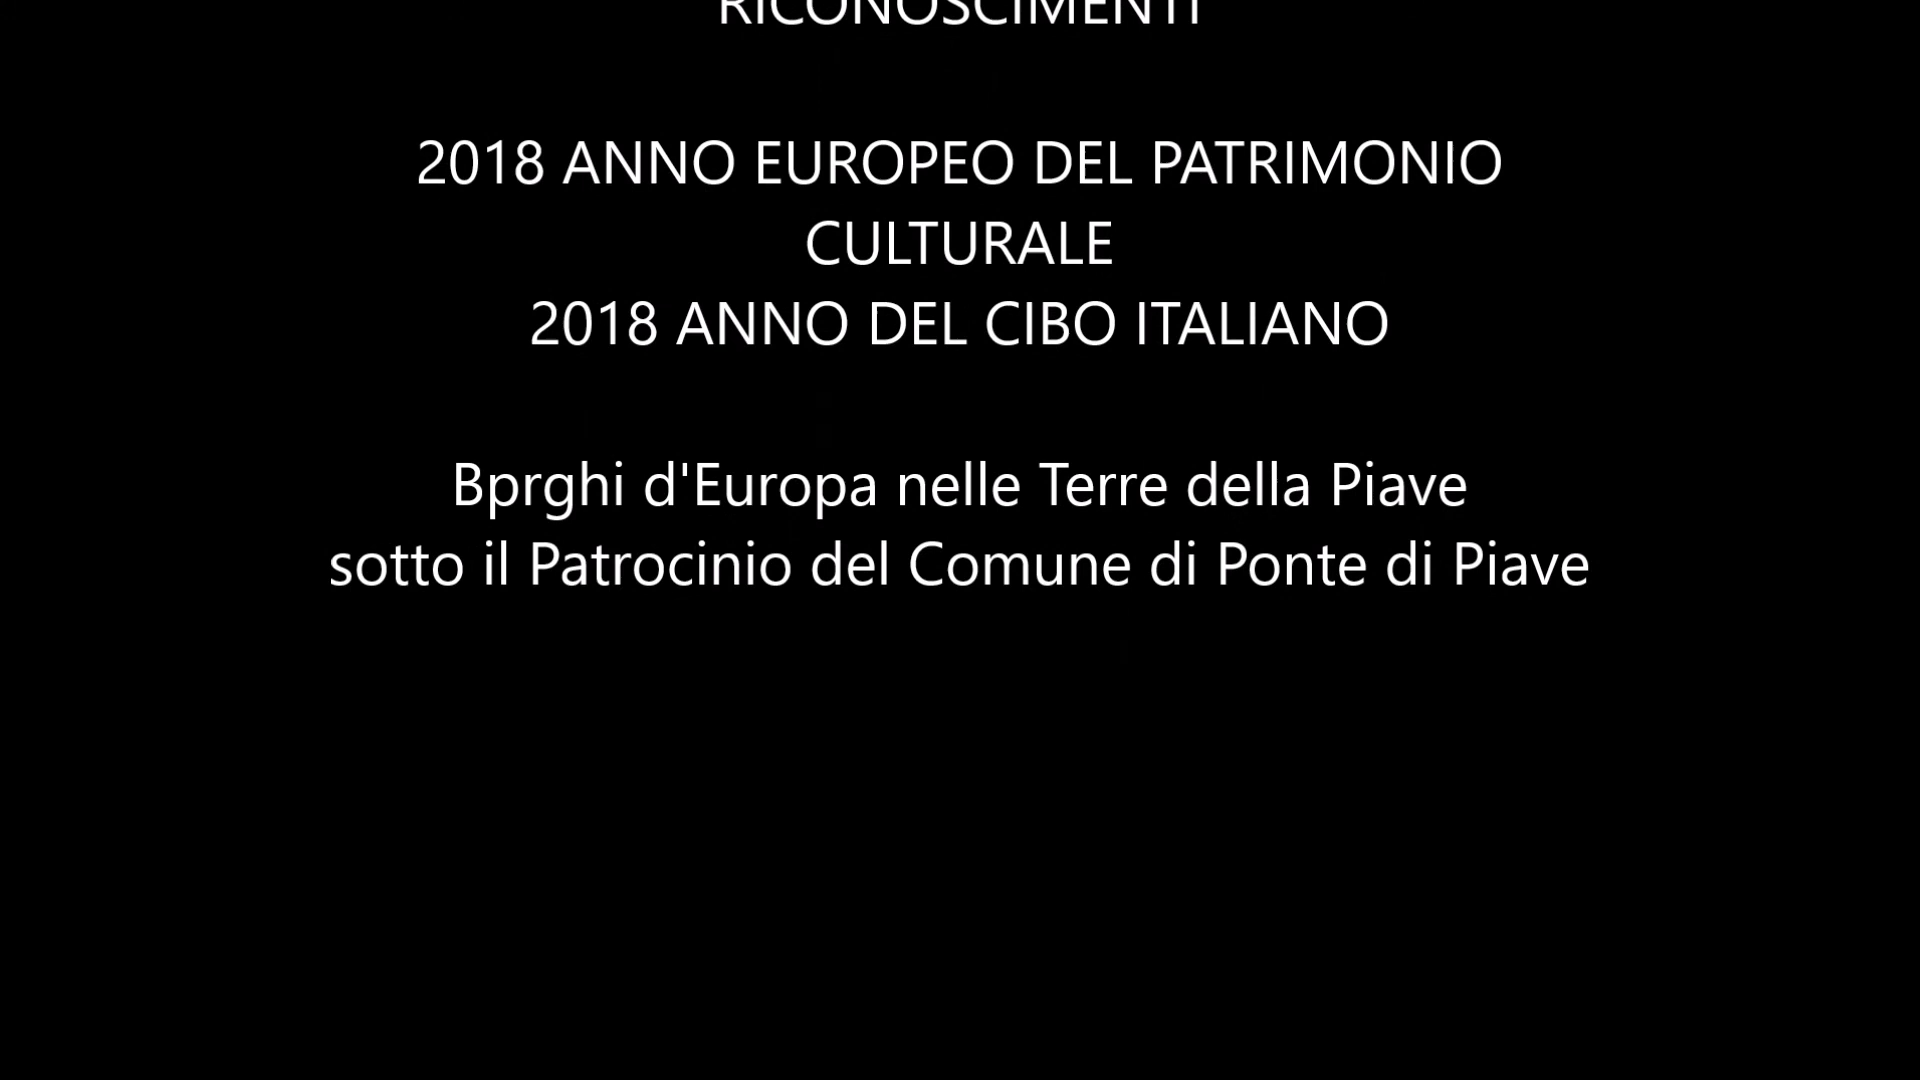 RICONOSCIMENTI
2018 ANNO EUROPEO DEL PATRIMONIO
CULTURALE
2018 ANNO DEL CIBO ITALIANO
Bprghi d'Europa nelle Terre della Piave
sotto il Patrocinio del Comune di Ponte di Piave